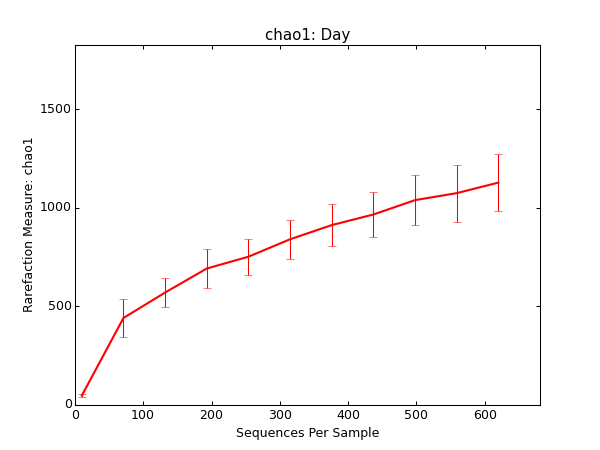 chao1: Day
Rarefaction Measure: chao1
1500
1000
500
0
0 100 200 300 400 500 600
Sequences Per Sample